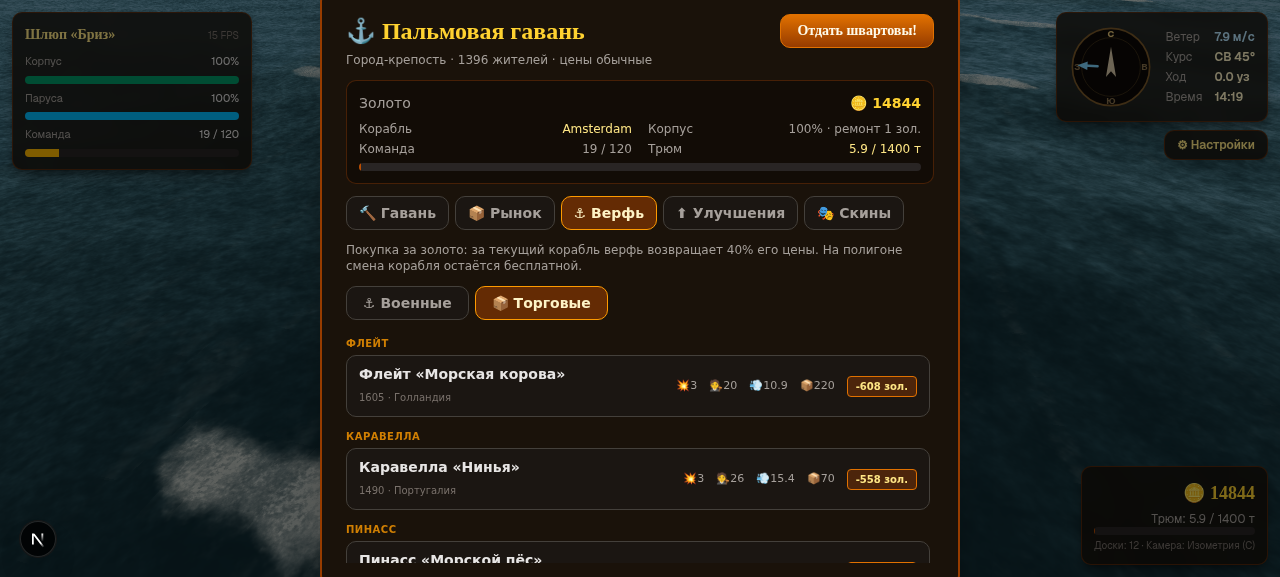 Шлюп «Бриз»
15 FPS
Корпус 100%
Паруса 100%
Команда 19 / 120
⚓ Пальмовая гавань
Отдать швартовы!
Город-крепость · 1396 жителей · цены обычные
Золото 14844
Корабль Amsterdam Корпус 100% · ремонт 1 зол.
Команда 19 / 120 Трюм 5.9 / 1400 т
Гавань Рынок Верфь Улучшения Скины
Покупка за золото: за текущий корабль верфь возвращает 40% его цены. На полигоне
смена корабля остаётся бесплатной.
Военные Торговые
ФЛЕЙТ
Флейт «Морская корова»
1605 · Голландия
3 20 10.9 220 -608 зол.
КАРАВЕЛЛА
Каравелла «Нинья»
1490 · Португалия
3 26 15.4 70 -558 зол.
ПИНАСС
Пинасс «Морской пёс»
С
З
В
Ю
Ветер 7.9 м/с
Курс СВ 45°
Ход 0.0 уз
Время 14:19
⚙ Настройки
14844
Трюм: 5.9 / 1400 т
Доски: 12 · Камера: Изометрия (C)
N